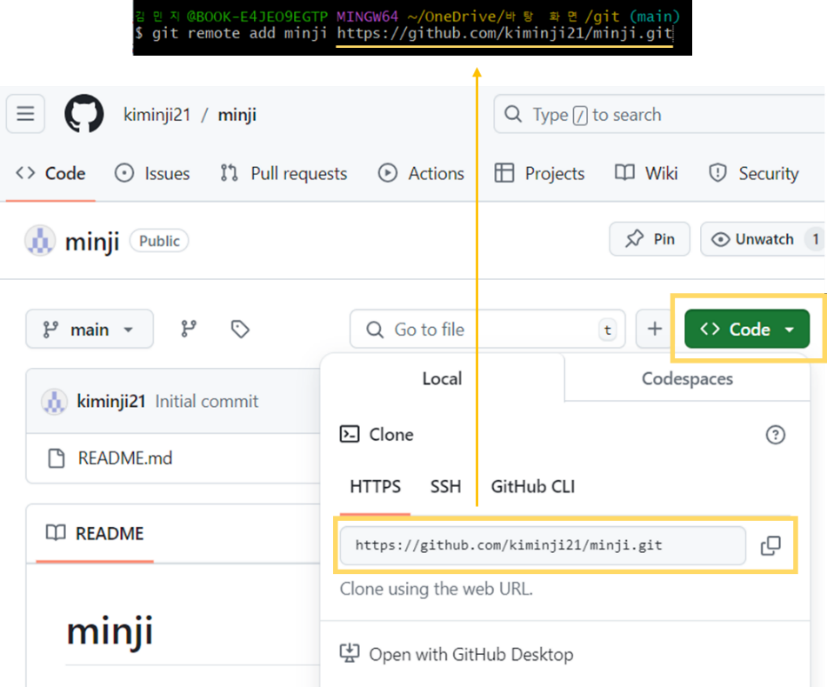 김민지@BOOK-E4JEO9EGTP MINGW64 ~/OneDrive/바탕 화면/git (main)
$ git remote add minji https://github.com/kiminji21/minji.git
kiminji21 / minji
Type / to search
Code Issues Pull requests Actions Projects Wiki Security
minji Public
Pin
Unwatch 1
main
Go to file t
+
Code
Local
Codespaces
kiminji21 Initial commit
README.md
README
minji
Clone
HTTPS SSH GitHub CLI
https://github.com/kiminji21/minji.git
Clone using the web URL.
Open with GitHub Desktop